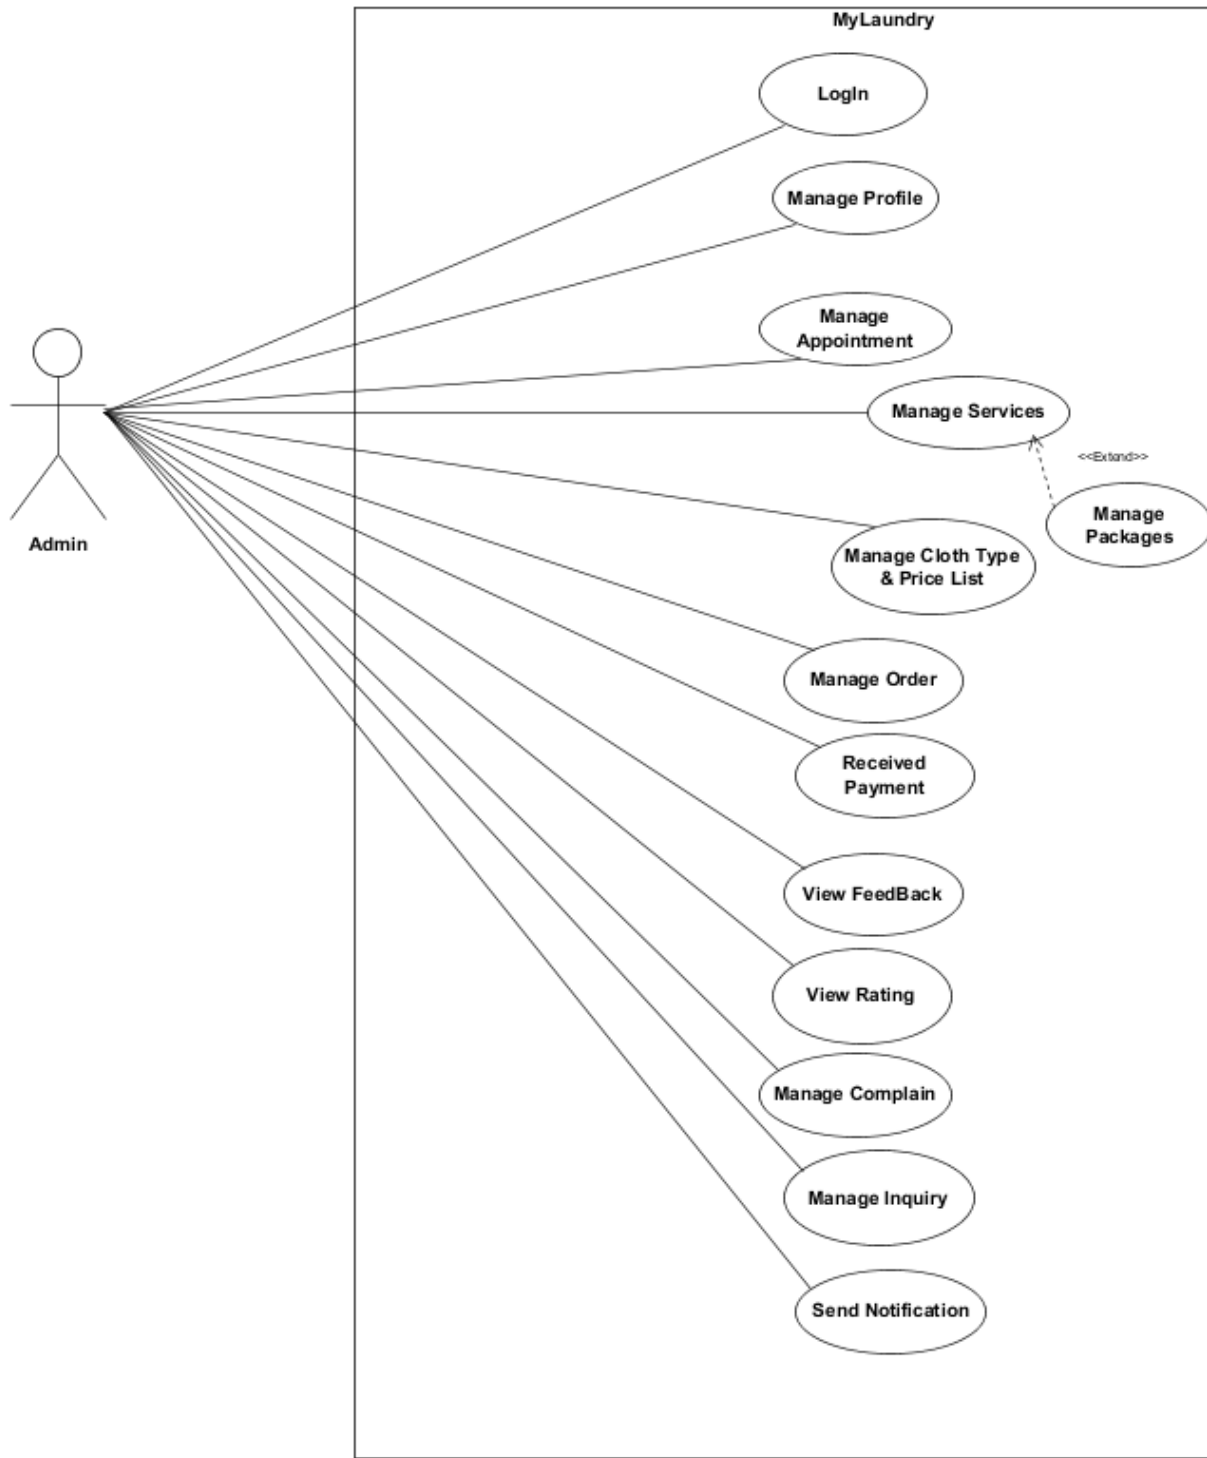 MyLaundry
LogIn
Manage Profile
Manage
Appointment
Manage Services
<<Extend>>
Manage
Packages
Admin
Manage Cloth Type
& Price List
Manage Order
Received
Payment
View FeedBack
View Rating
Manage Complain
Manage Inquiry
Send Notification